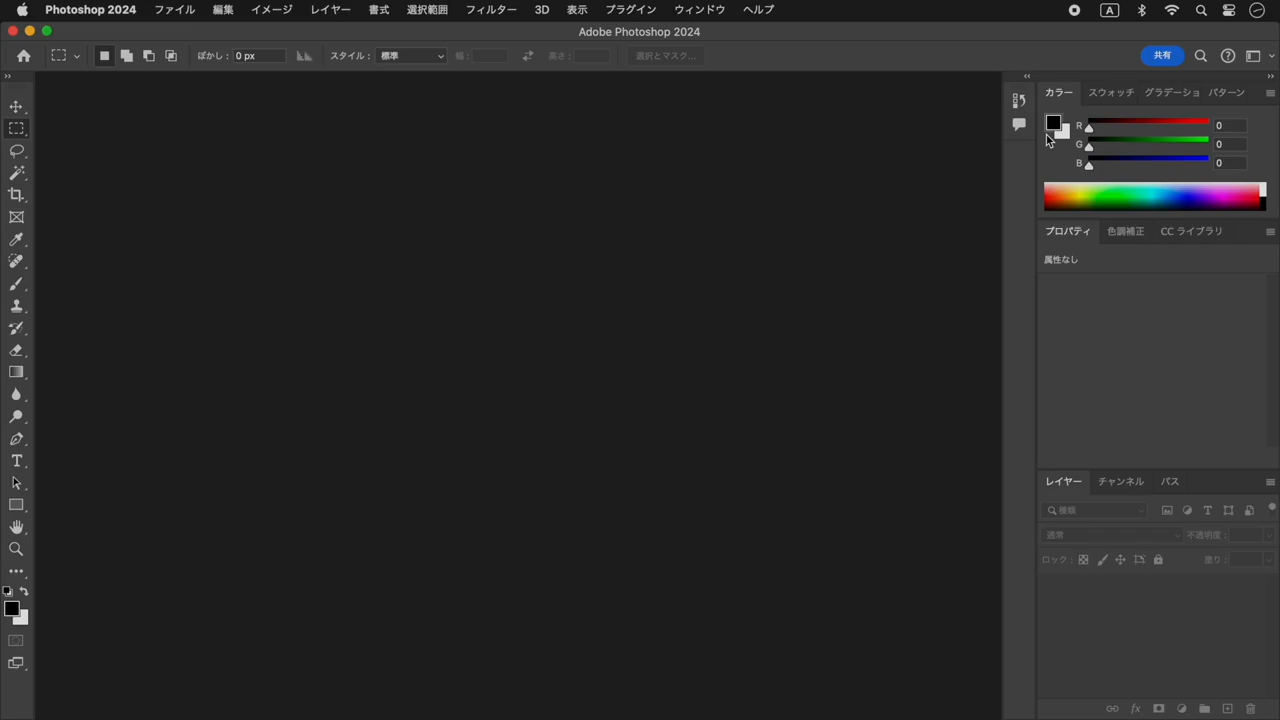 Photoshop 2024 ファイル 編集 イメージ レイヤー 書式 選択範囲 フィルター 3D 表示 プラグイン ウィンドウ ヘルプ A
Adobe Photoshop 2024
ぼかし : 0 px スタイル : 標準 幅 : 高さ : 選択とマスク... 共有
カラー スウォッチ グラデーショ パターン
R 0
G 0
B 0
プロパティ 色調補正 CC ライブラリ
属性なし
レイヤー チャンネル パス
種類
通常 不透明度 :
ロック : 塗り :
fx